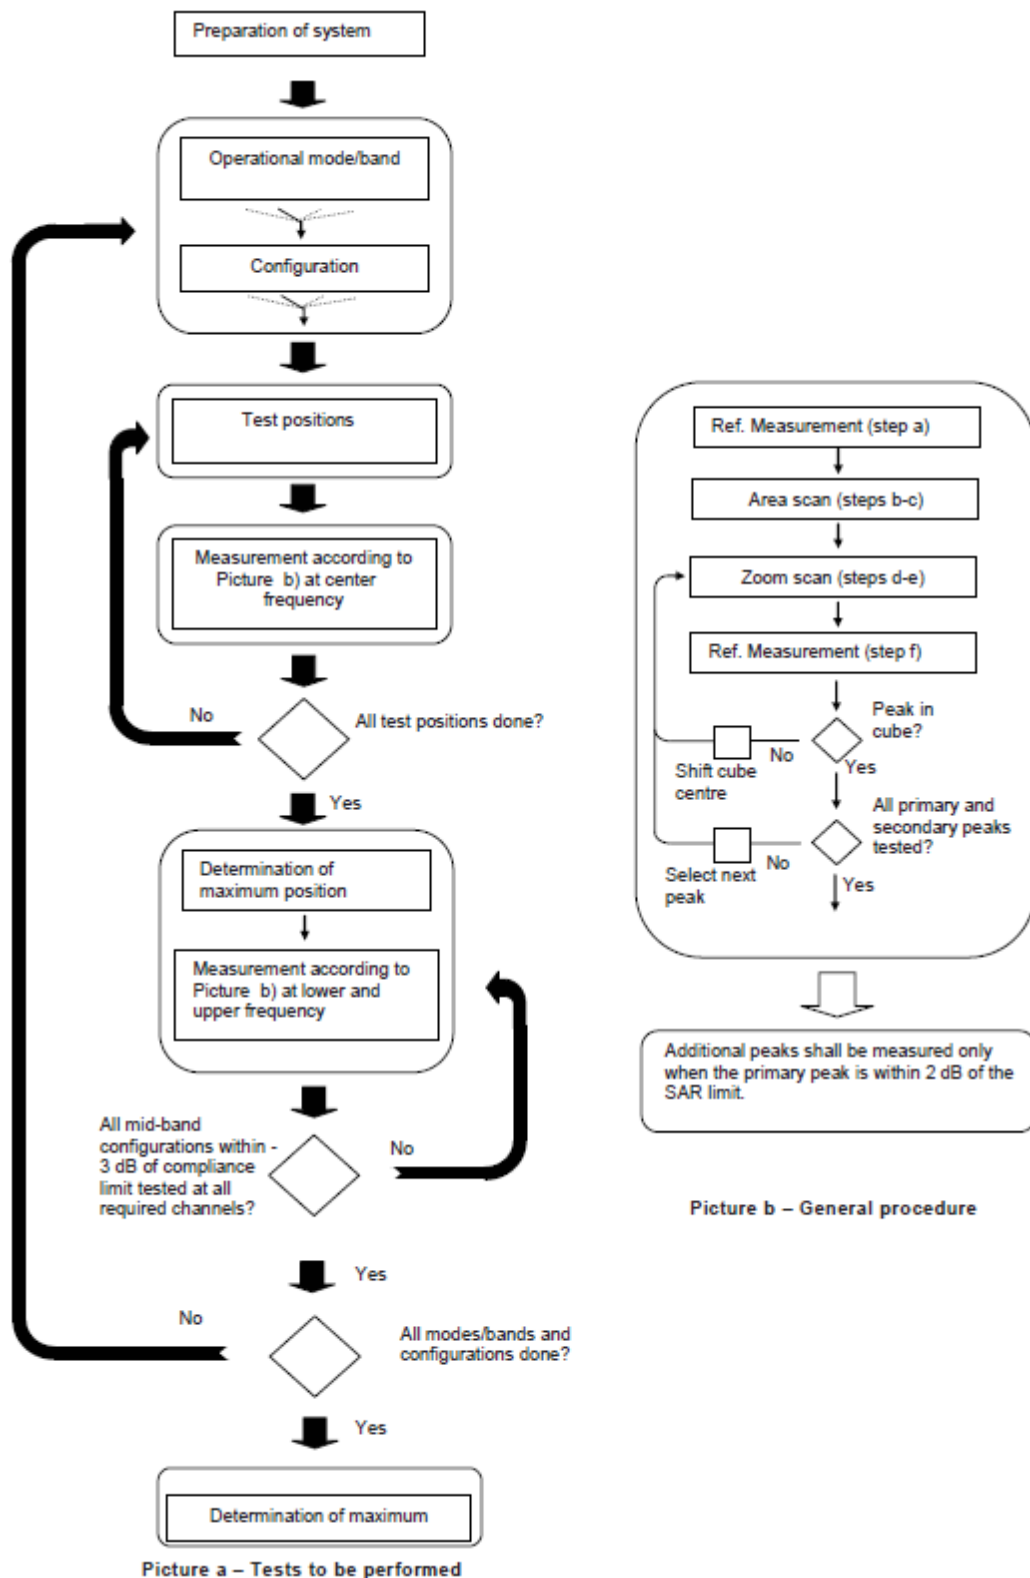 Preparation of system
Operational mode/band
Configuration
Test positions
Measurement according to
Picture b) at center
frequency
No
All test positions done?
Yes
Determination of
maximum position
Measurement according to
Picture b) at lower and
upper frequency
All mid-band
configurations within -
3 dB of compliance
limit tested at all
required channels?
No
Yes
No
All modes/bands and
configurations done?
Yes
Determination of maximum
Picture a – Tests to be performed
Ref. Measurement (step a)
Area scan (steps b-c)
Zoom scan (steps d-e)
Ref. Measurement (step f)
Peak in
cube?
No
Yes
Shift cube
centre
All primary and
secondary peaks
tested?
No
Select next
peak
Yes
Additional peaks shall be measured only
when the primary peak is within 2 dB of the
SAR limit.
Picture b – General procedure